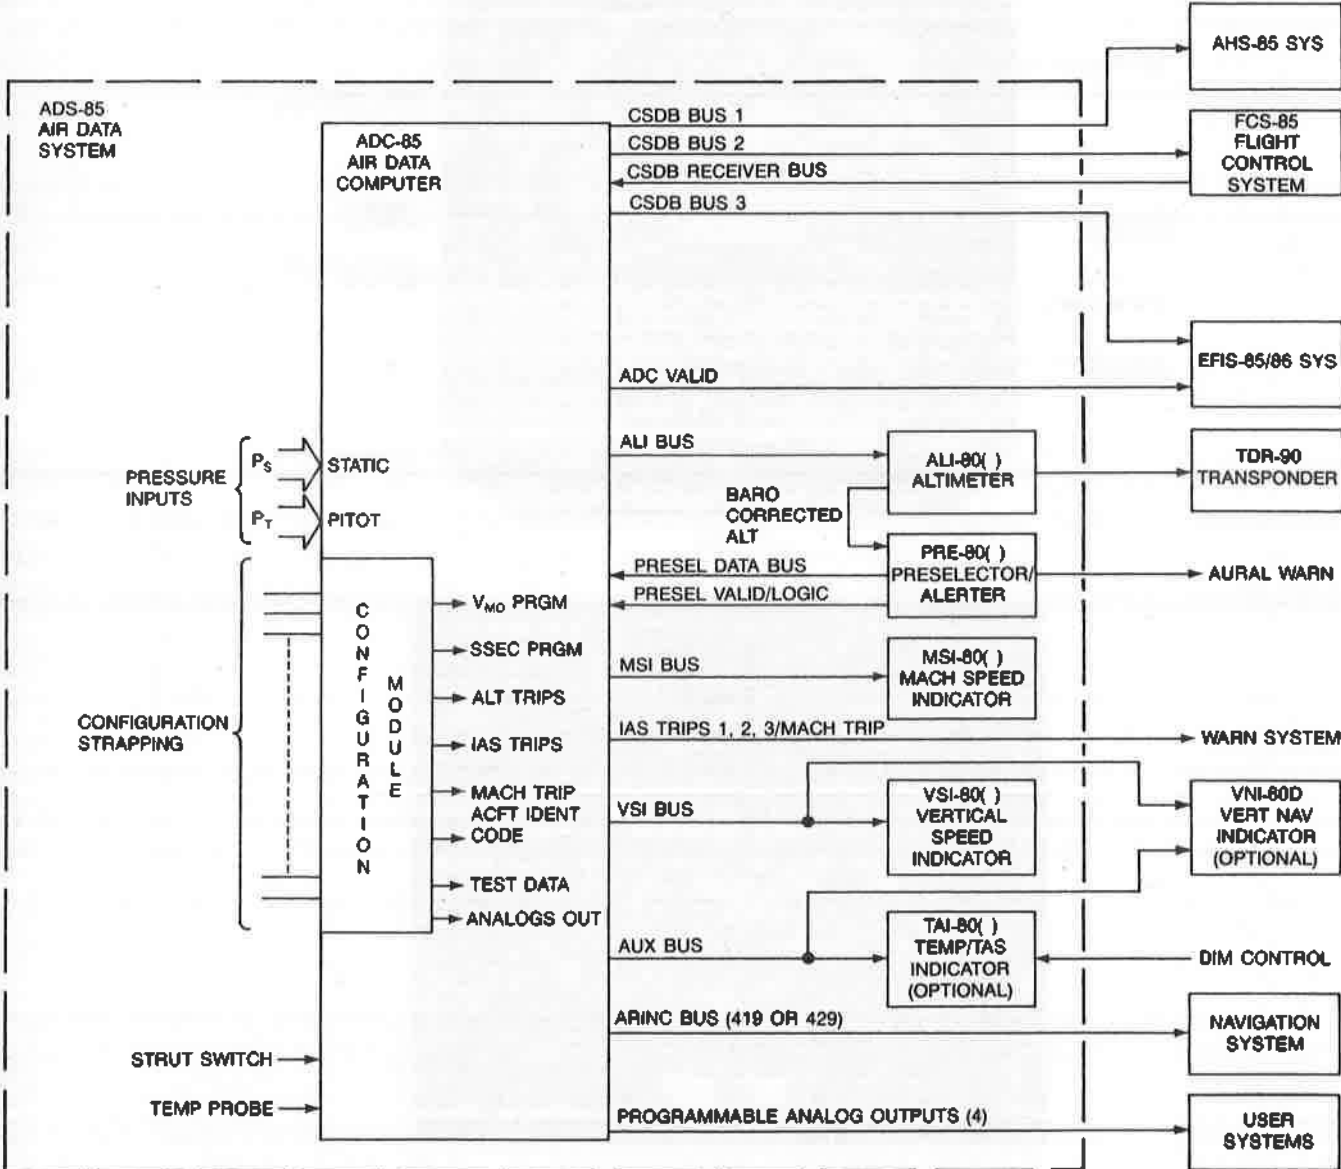 AHS-85 SYS
ADS-85
AIR DATA
SYSTEM
ADC-85
AIR DATA
COMPUTER
CSDB BUS 1
CSDB BUS 2
CSDB RECEIVER BUS
CSDB BUS 3
FCS-85
FLIGHT
CONTROL
SYSTEM
ADC VALID
EFIS-85/86 SYS
PRESSURE
INPUTS
PS
STATIC
PT
PITOT
ALI BUS
ALI-80( )
ALTIMETER
TDR-90
TRANSPONDER
BARO
CORRECTED
ALT
PRE-80( )
PRESELECTOR/
ALERTER
PRESEL DATA BUS
PRESEL VALID/LOGIC
AURAL WARN
CONFIGURATION
STRAPPING
CONFIGURATION
MODULE
VMO PRGM
SSEC PRGM
ALT TRIPS
IAS TRIPS
MACH TRIP
ACFT IDENT
CODE
TEST DATA
ANALOGS OUT
MSI BUS
MSI-80( )
MACH SPEED
INDICATOR
IAS TRIPS 1, 2, 3/MACH TRIP
WARN SYSTEM
VSI BUS
VSI-80( )
VERTICAL
SPEED
INDICATOR
VNI-80D
VERT NAV
INDICATOR
(OPTIONAL)
AUX BUS
TAI-80( )
TEMP/TAS
INDICATOR
(OPTIONAL)
DIM CONTROL
ARINC BUS (419 OR 429)
NAVIGATION
SYSTEM
STRUT SWITCH
TEMP PROBE
PROGRAMMABLE ANALOG OUTPUTS (4)
USER
SYSTEMS